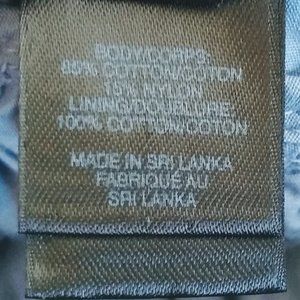 BODY/CORPS:
85% COTTON/COTON
15% NYLON
LINING/DOUBLURE:
100% COTTON/COTON
MADE IN SRI LANKA
FABRIQUÉ AU
SRI LANKA